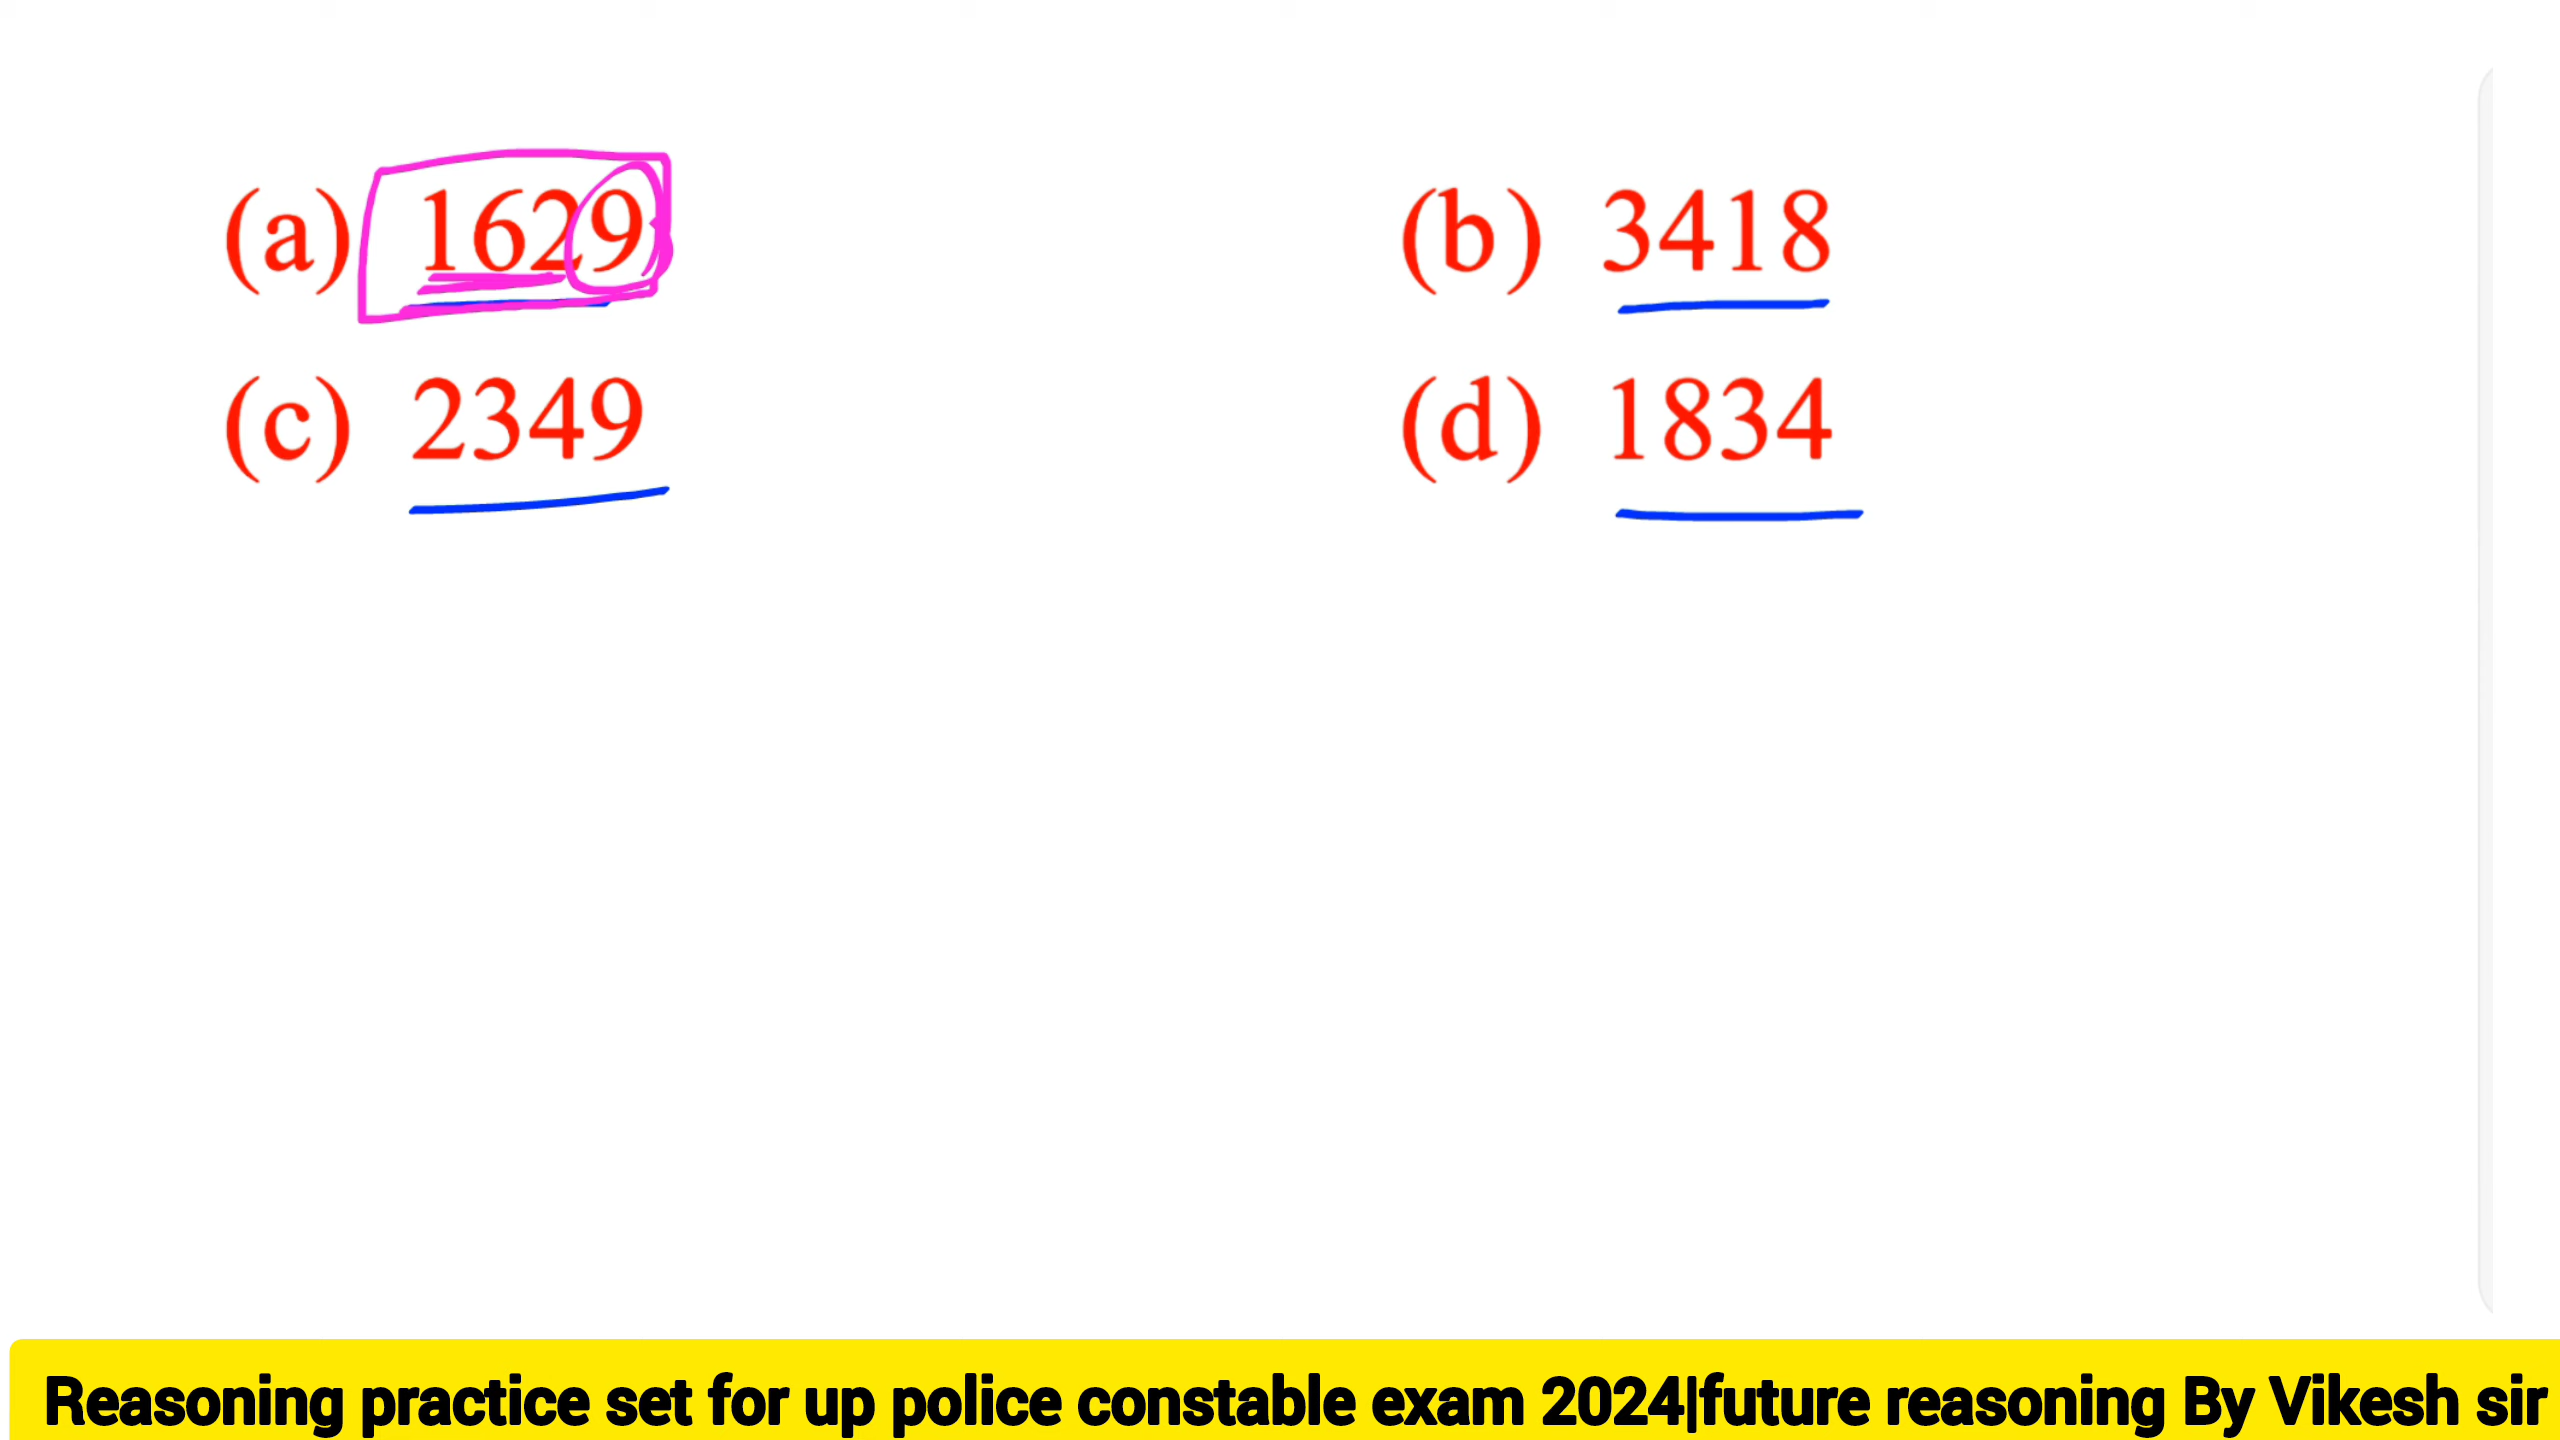 (a) 1629 (b) 3418
(c) 2349 (d) 1834
Reasoning practice set for up police constable exam 2024|future reasoning By Vikesh sir